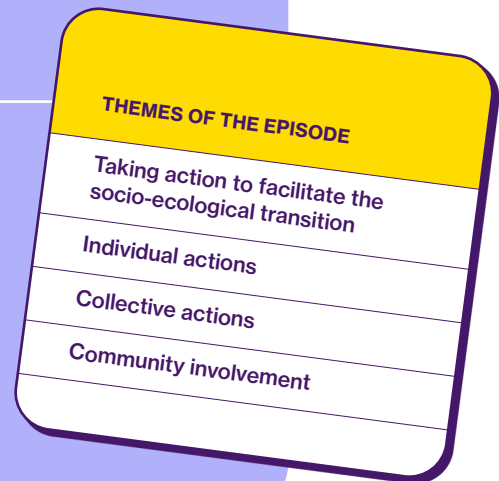 THEMES OF THE EPISODE
Taking action to facilitate the
socio-ecological transition
Individual actions
Collective actions
Community involvement